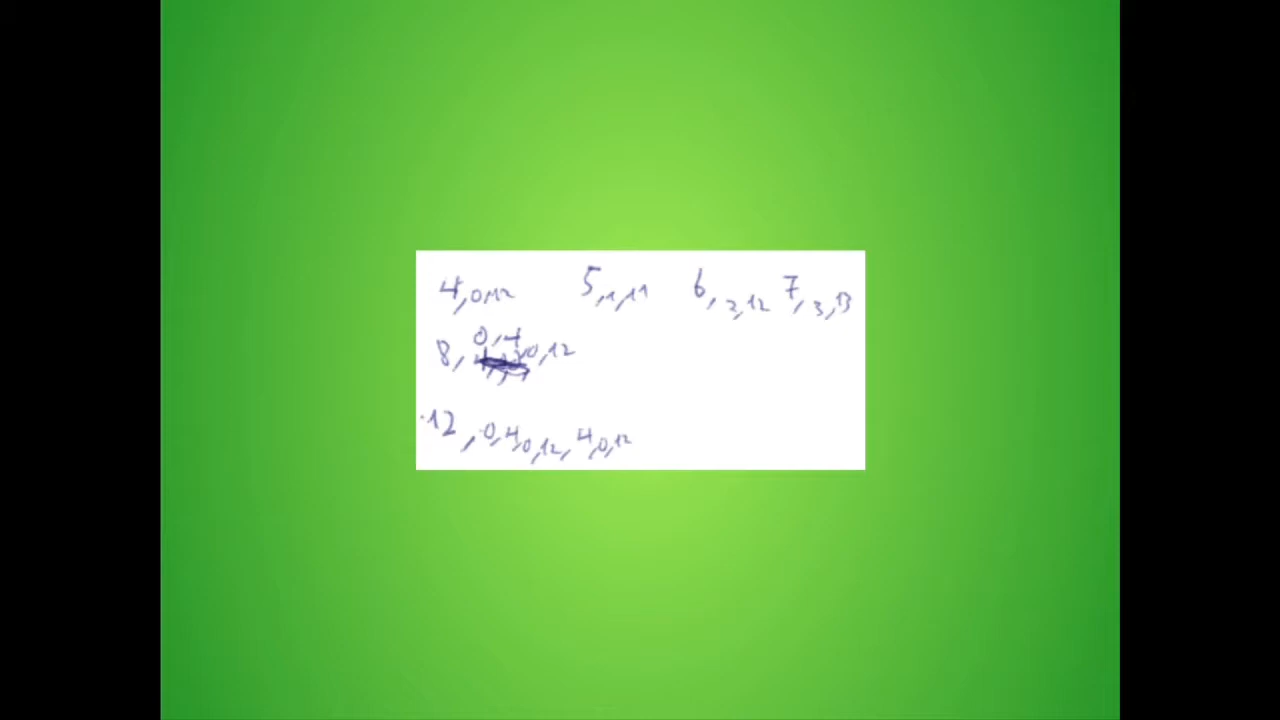 4,0,12 5,1,11 6,2,12 7,3,13
8, 0,4 0,12
12, 0,4,0,12, 4,0,12